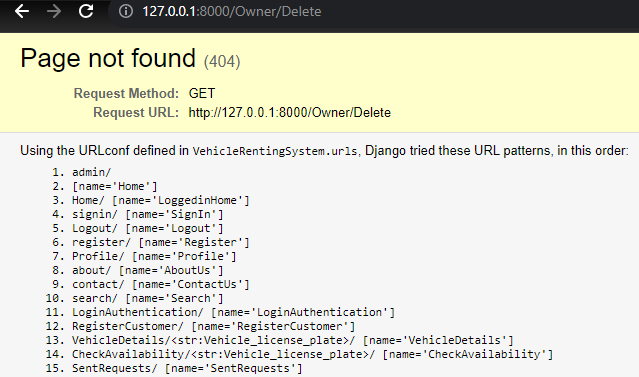 127.0.0.1:8000/Owner/Delete
Page not found (404)
Request Method: GET
Request URL: http://127.0.0.1:8000/Owner/Delete
Using the URLconf defined in VehicleRentingSystem.urls, Django tried these URL patterns, in this order:
1. admin/
2. [name='Home']
3. Home/ [name='LoggedinHome']
4. signin/ [name='SignIn']
5. Logout/ [name='Logout']
6. register/ [name='Register']
7. Profile/ [name='Profile']
8. about/ [name='AboutUs']
9. contact/ [name='ContactUs']
10. search/ [name='Search']
11. LoginAuthentication/ [name='LoginAuthentication']
12. RegisterCustomer/ [name='RegisterCustomer']
13. VehicleDetails/<str:Vehicle_license_plate>/ [name='VehicleDetails']
14. CheckAvailability/<str:Vehicle_license_plate>/ [name='CheckAvailability']
15. SentRequests/ [name='SentRequests']